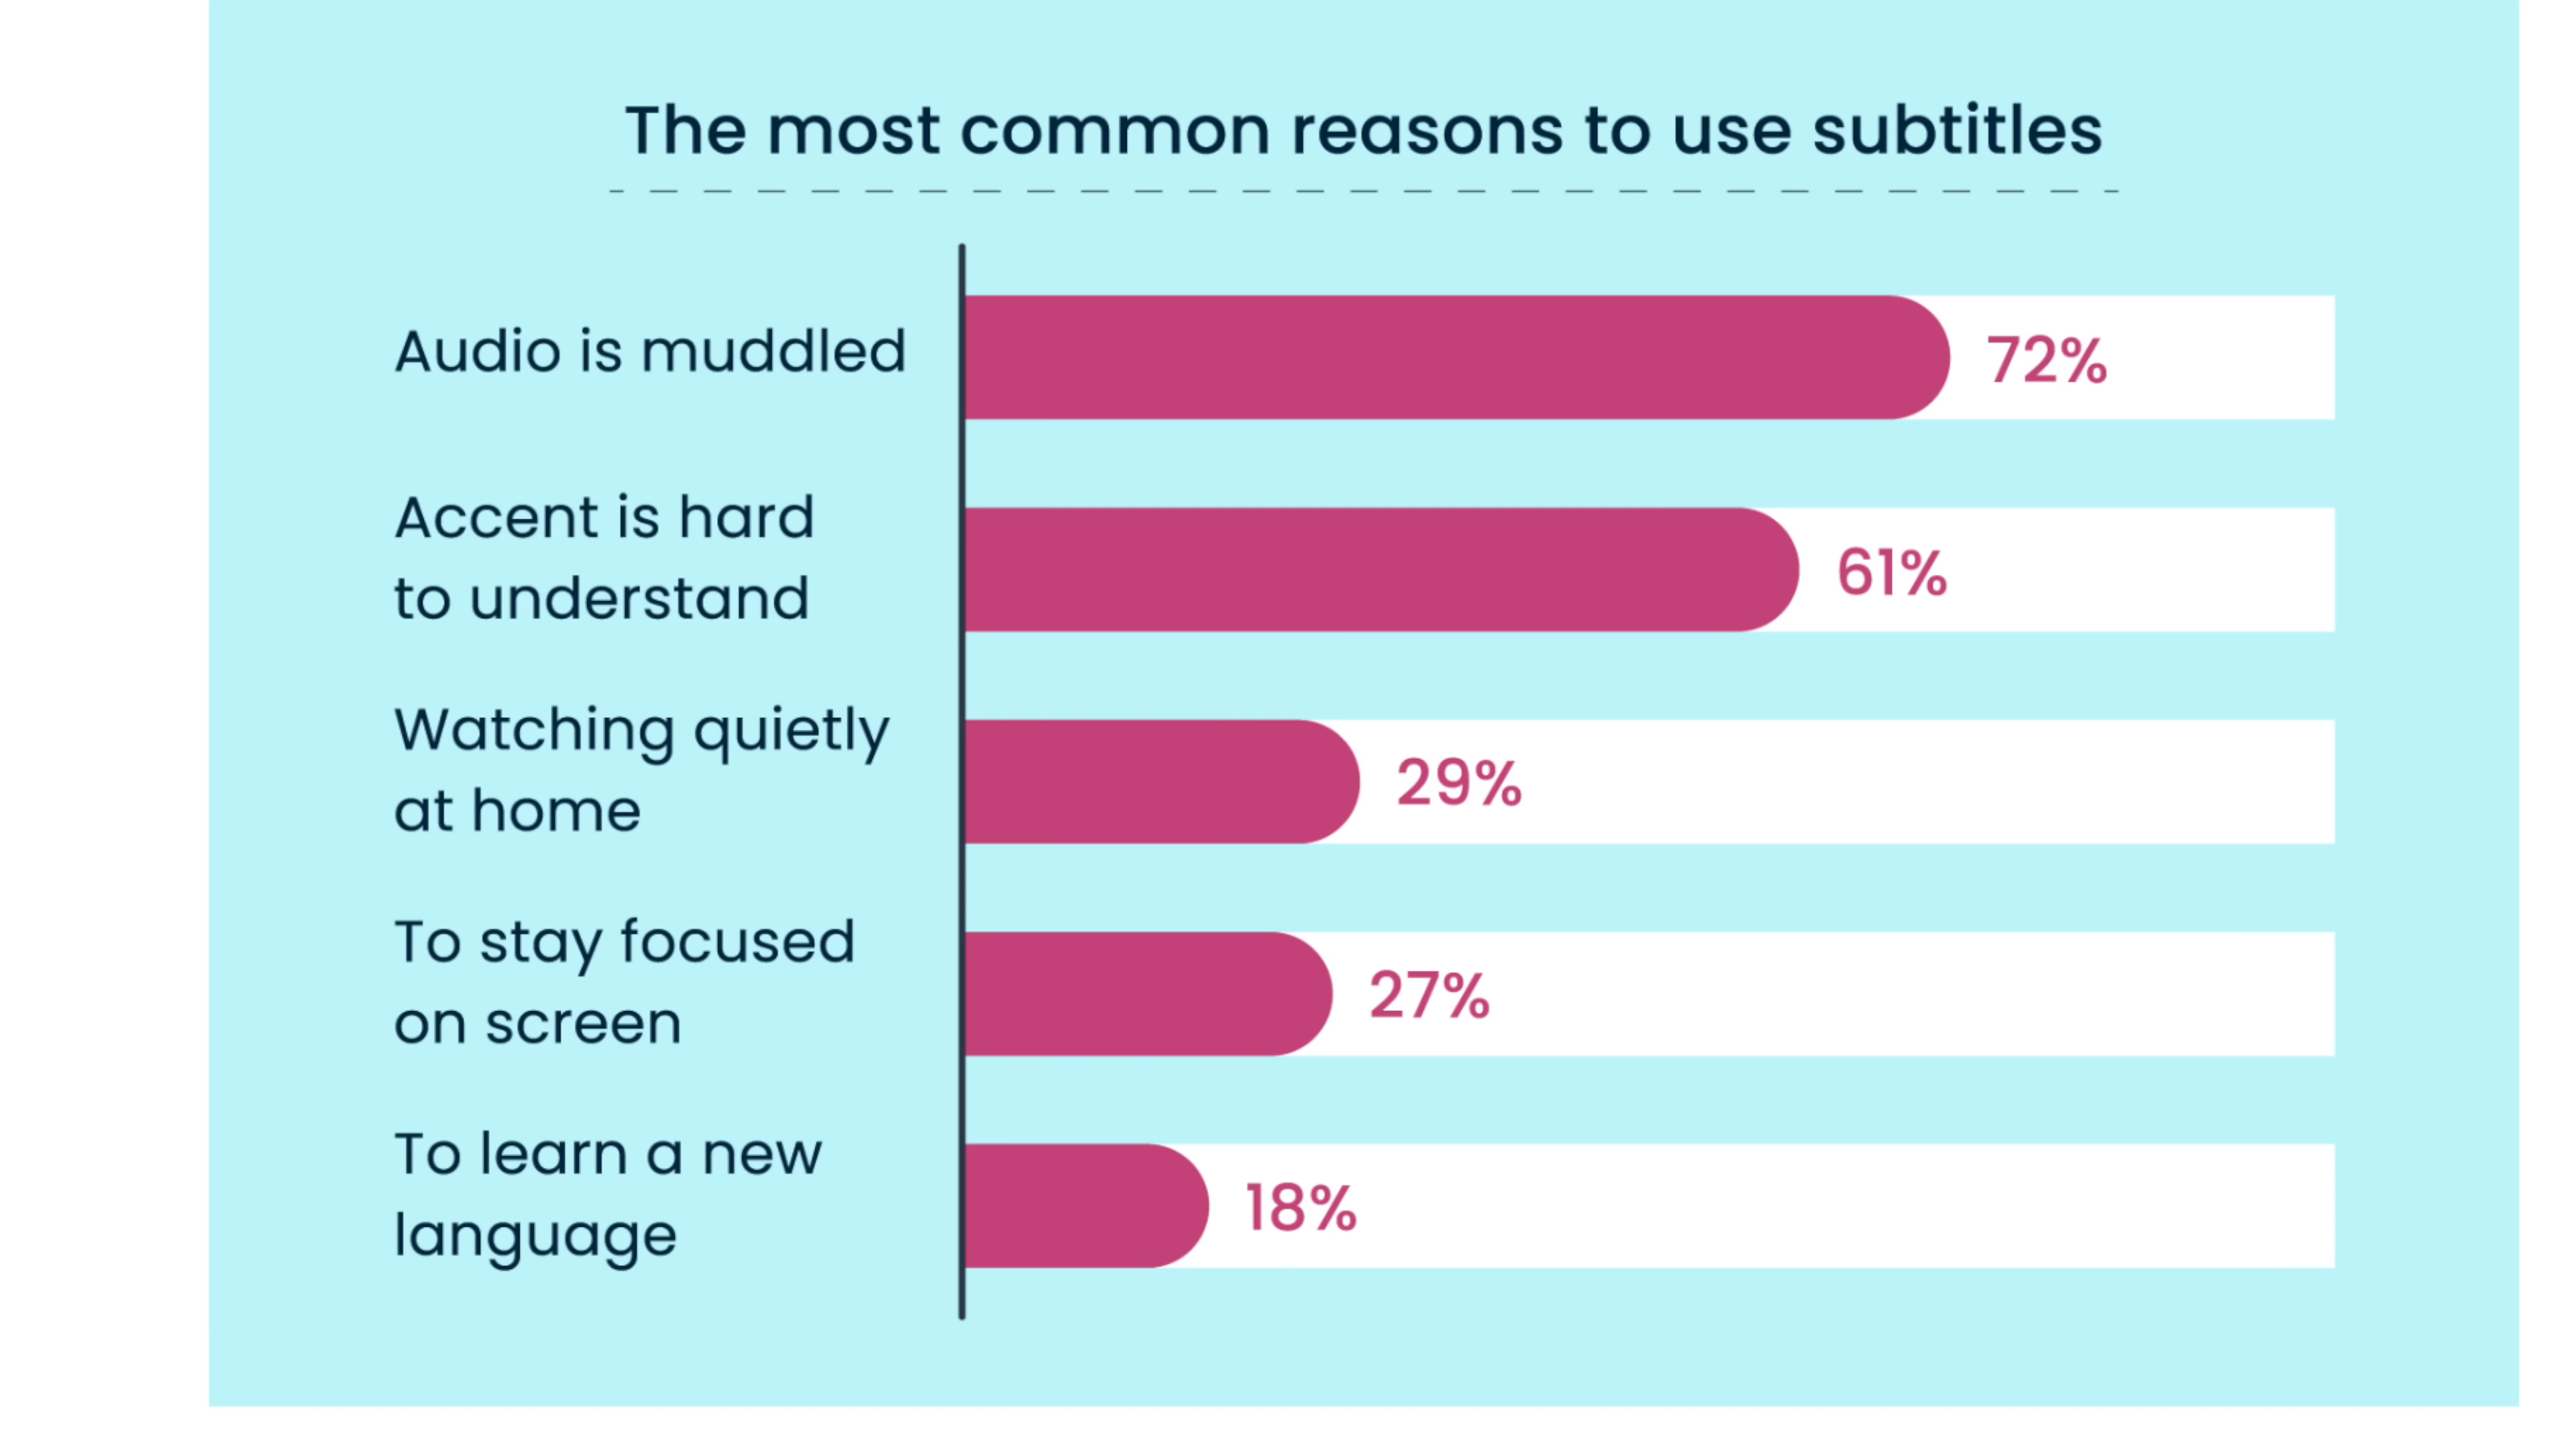 The most common reasons to use subtitles
Audio is muddled
72%
Accent is hard
to understand
61%
Watching quietly
at home
29%
To stay focused
on screen
27%
To learn a new
language
18%